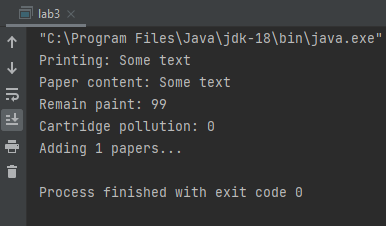 lab3
"C:\Program Files\Java\jdk-18\bin\java.exe"
Printing: Some text
Paper content: Some text
Remain paint: 99
Cartridge pollution: 0
Adding 1 papers...
Process finished with exit code 0